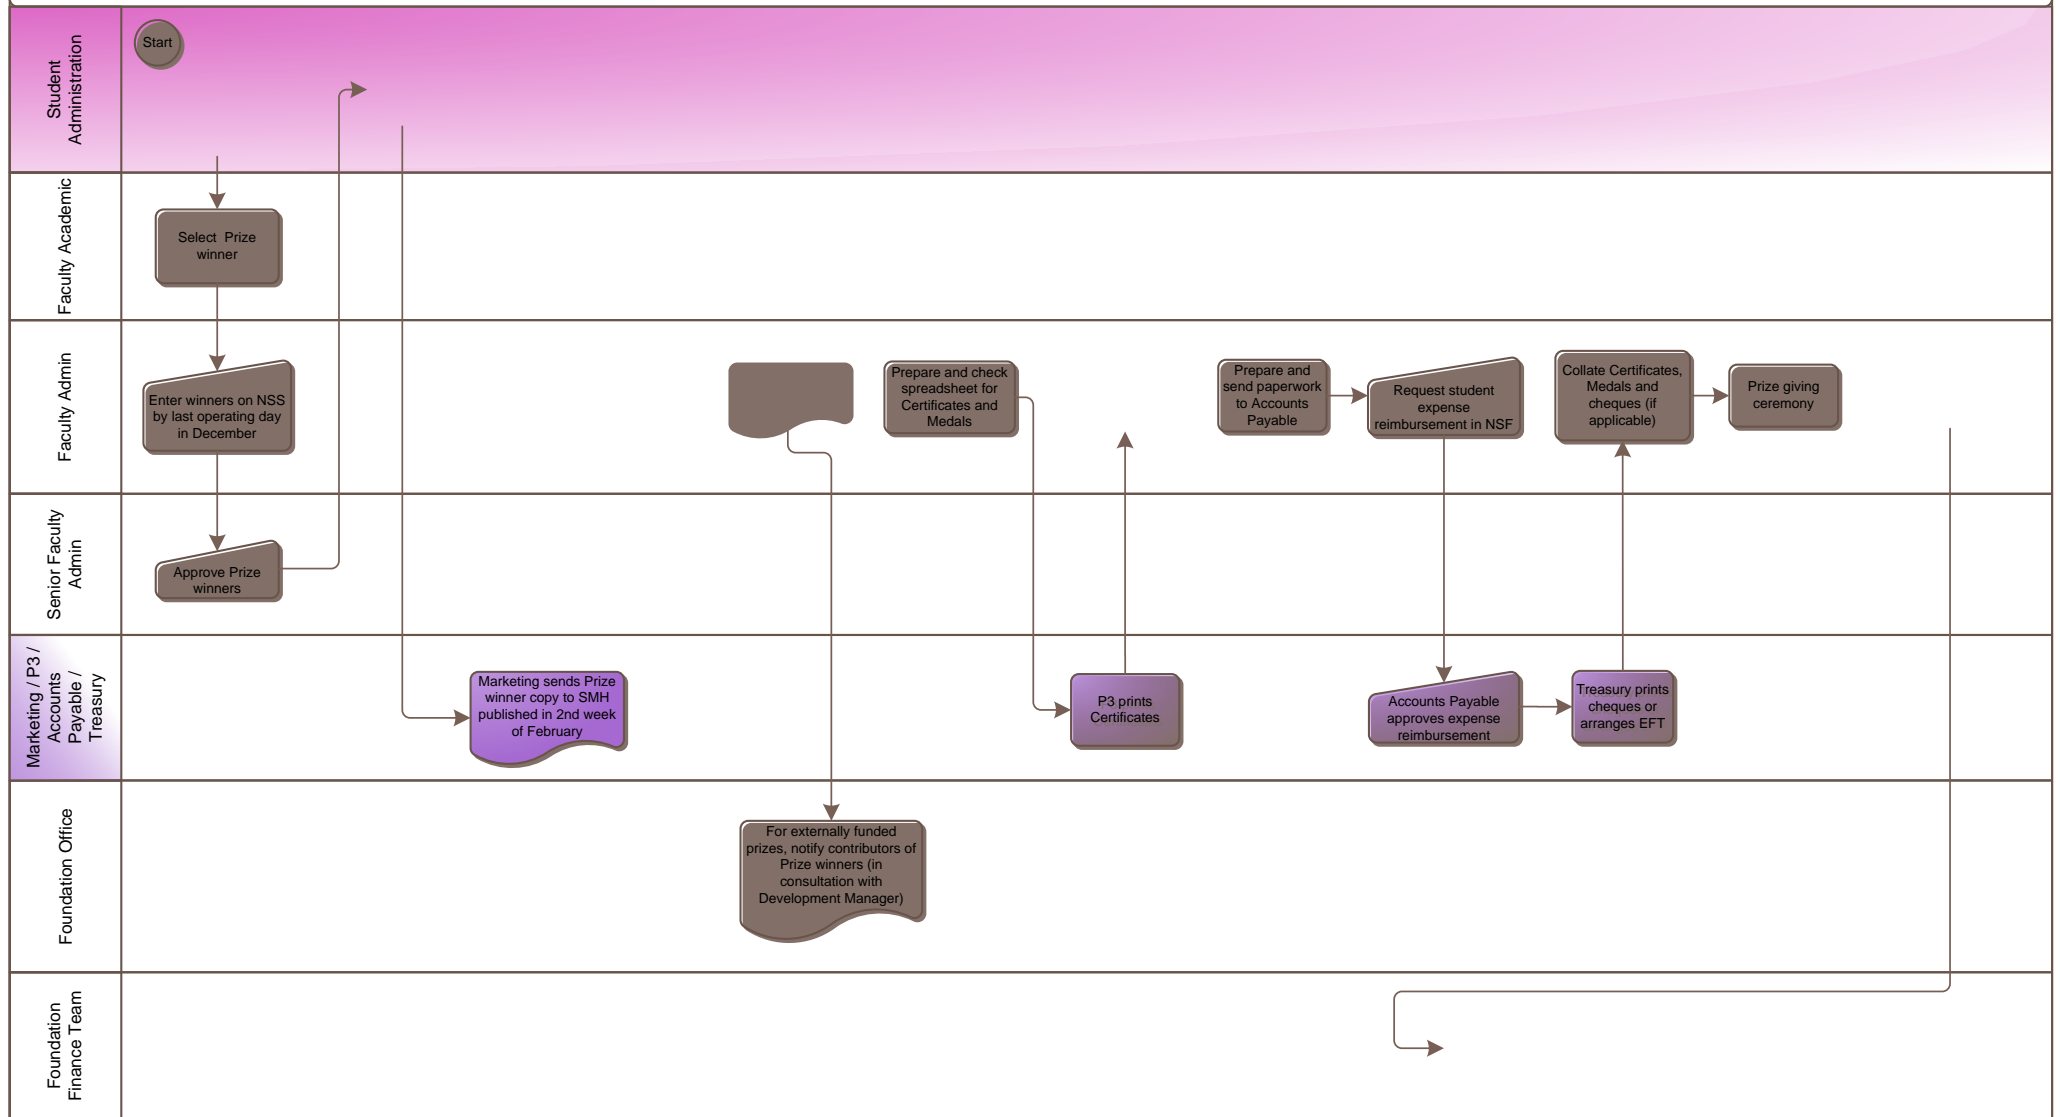 Student
Administration
Start
Faculty Academic
Select Prize
winner
Faculty Admin
Enter winners on NSS
by last operating day
in December
Prepare and check
spreadsheet for
Certificates and
Medals
Prepare and
send paperwork
to Accounts
Payable
Request student
expense
reimbursement in NSF
Collate Certificates,
Medals and
cheques (if
applicable)
Prize giving
ceremony
Senior Faculty
Admin
Approve Prize
winners
Marketing / P3 /
Accounts
Payable /
Treasury
Marketing sends Prize
winner copy to SMH
published in 2nd week
of February
P3 prints
Certificates
Accounts Payable
approves expense
reimbursement
Treasury prints
cheques or
arranges EFT
Foundation Office
For externally funded
prizes, notify contributors of
Prize winners (in
consultation with
Development Manager)
Foundation
Finance Team